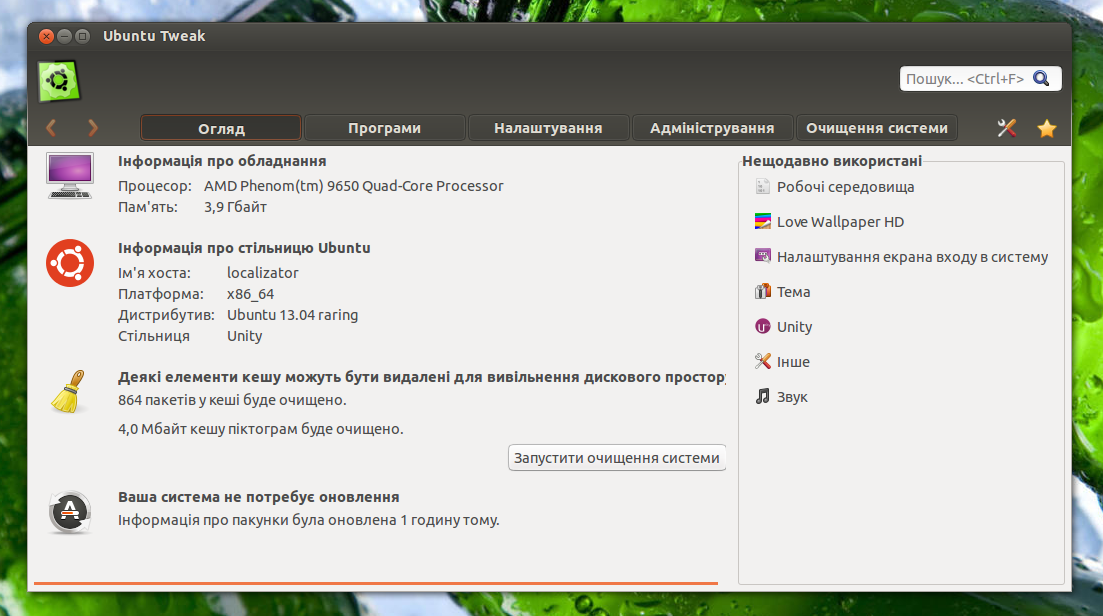 Ubuntu Tweak
Пошук... <Ctrl+F>
Огляд
Програми
Налаштування
Адміністрування
Очищення системи
Інформація про обладнання
Процесор: AMD Phenom(tm) 9650 Quad-Core Processor
Пам'ять: 3,9 Гбайт
Інформація про стільницю Ubuntu
Ім'я хоста: localizator
Платформа: x86_64
Дистрибутив: Ubuntu 13.04 raring
Стільниця Unity
Деякі елементи кешу можуть бути видалені для вивільнення дискового простору
864 пакетів у кеші буде очищено.
4,0 Мбайт кешу піктограм буде очищено.
Запустити очищення системи
Ваша система не потребує оновлення
Інформація про пакунки була оновлена 1 годину тому.
Нещодавно використані
Робочі середовища
Love Wallpaper HD
Налаштування екрана входу в систему
Тема
Unity
Інше
Звук